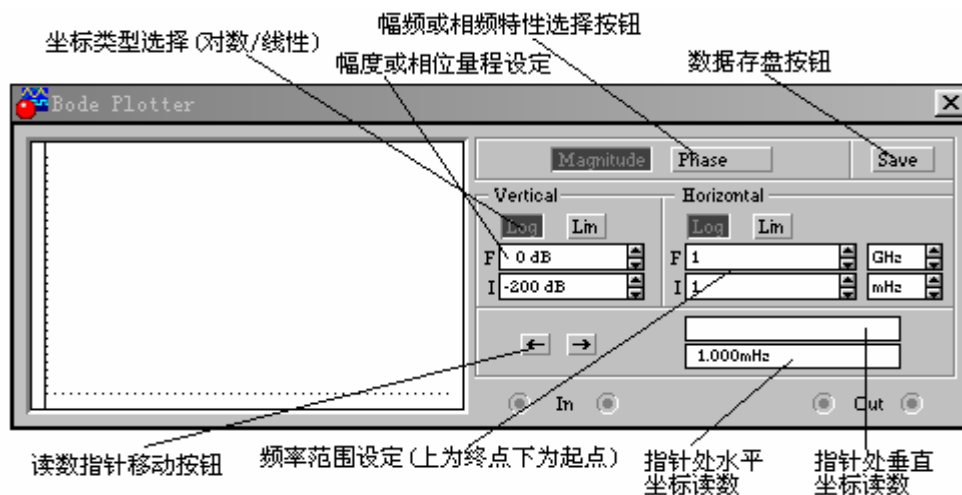 幅频或相频特性选择按钮
坐标类型选择(对数/线性)
幅度或相位量程设定
数据存盘按钮
Bode Plotter
Magnitude Phase Save
Vertical Horizontal
Log Lin Log Lin
F 0 dB F 1 GHz
I -200 dB I 1 mHz
← →
1.000mHz
In Out
读数指针移动按钮
频率范围设定(上为终点下为起点)
指针处水平
坐标读数
指针处垂直
坐标读数